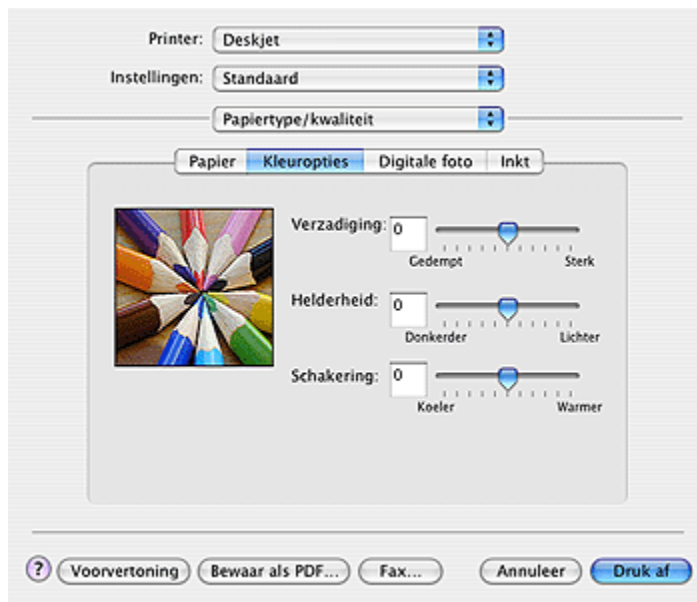 Printer: Deskjet
Instellingen: Standaard
Papiertype/kwaliteit
Papier Kleuropties Digitale foto Inkt
Verzadiging: 0
Gedempt Sterk
Helderheid: 0
Donkerder Lichter
Schakering: 0
Koeler Warmer
? Voorvertoning Bewaar als PDF... Fax... Annuleer Druk af